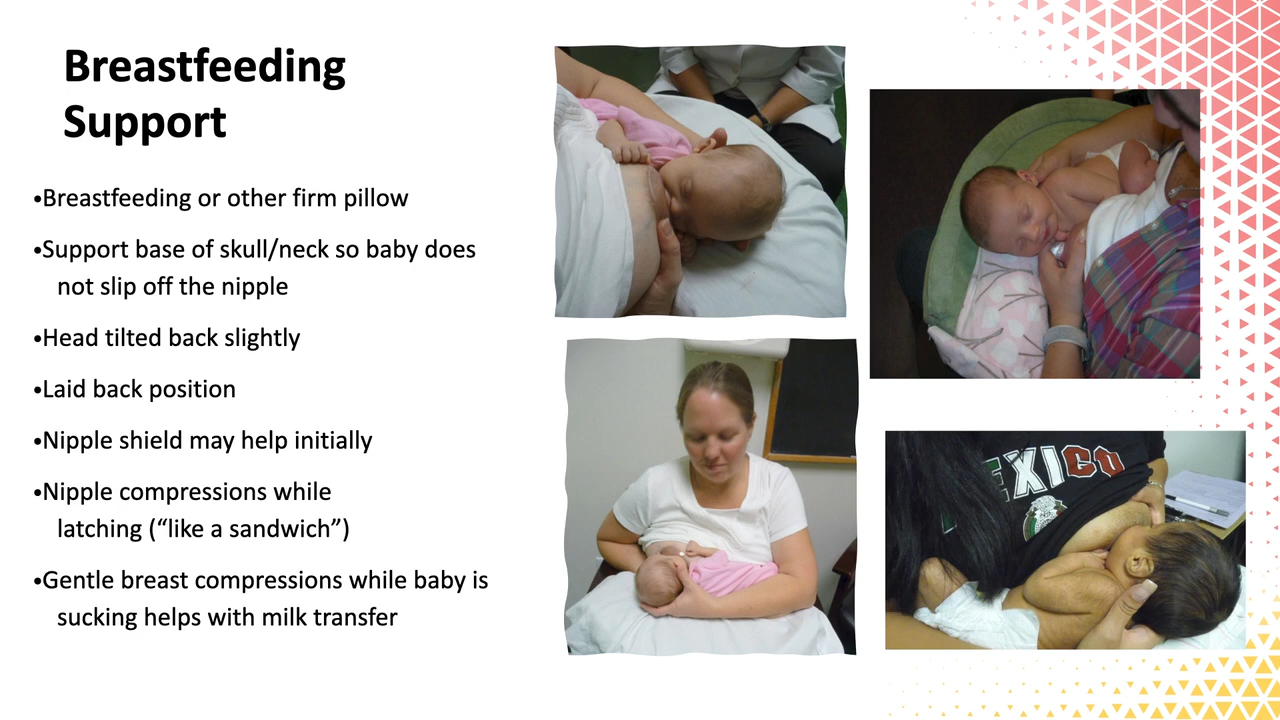 Breastfeeding
Support
•Breastfeeding or other firm pillow
•Support base of skull/neck so baby does
not slip off the nipple
•Head tilted back slightly
•Laid back position
•Nipple shield may help initially
•Nipple compressions while
latching (“like a sandwich”)
•Gentle breast compressions while baby is
sucking helps with milk transfer
EXICO